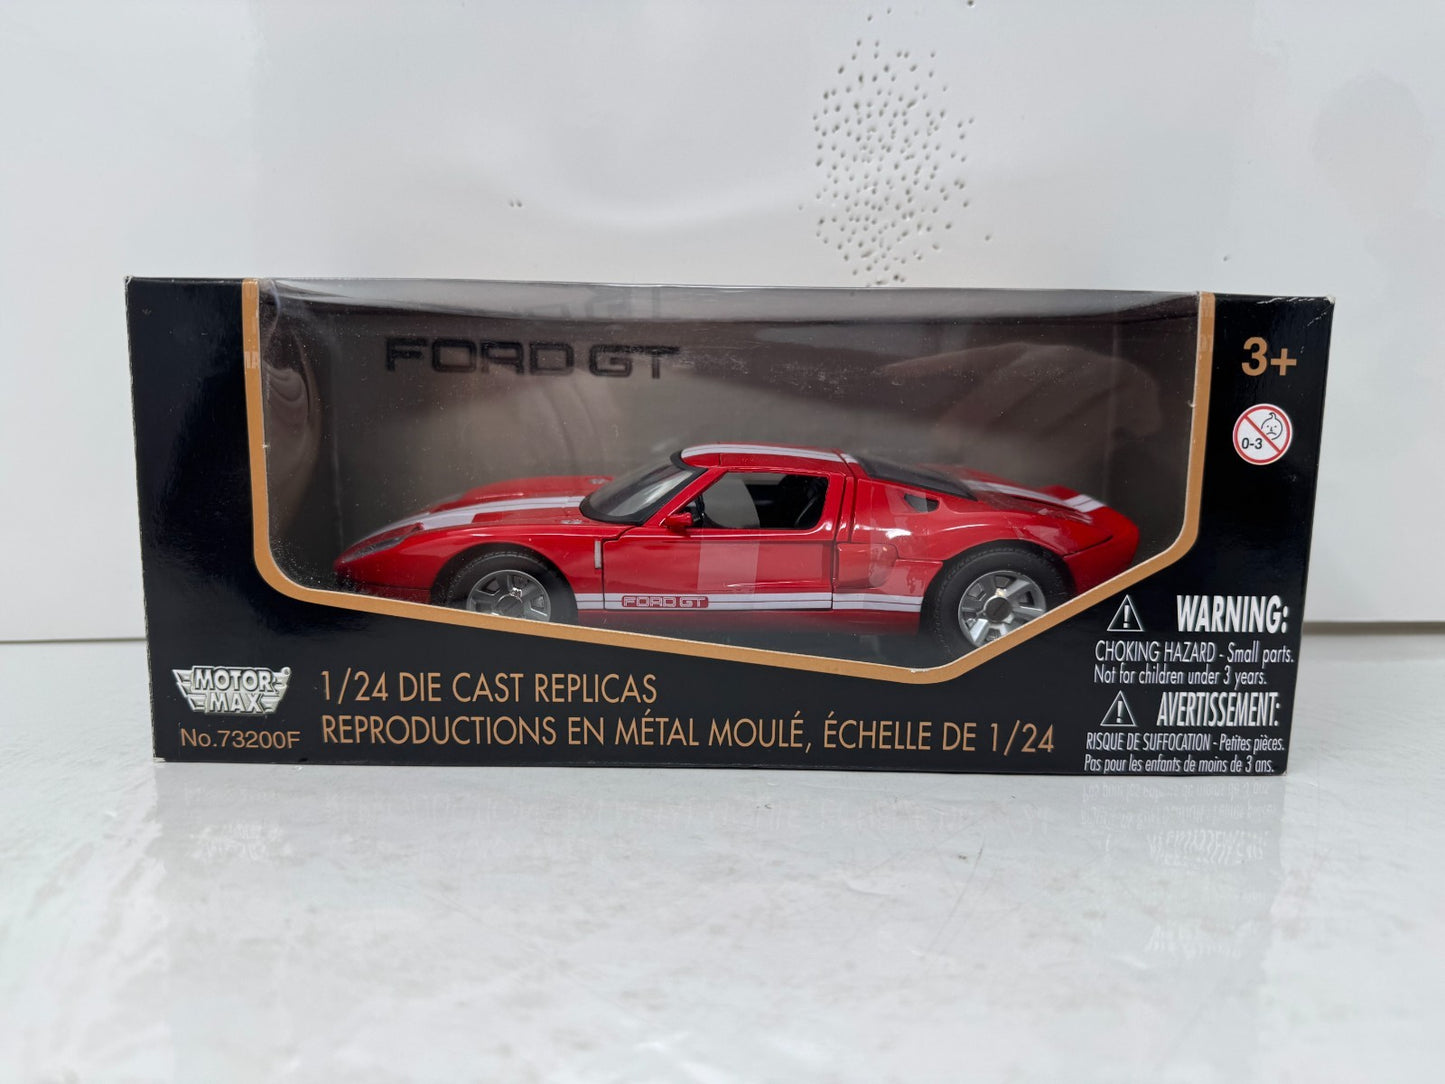 FORD GT
3+
0-3
FORD GT
MOTOR
MAX
No.73200F
1/24 DIE CAST REPLICAS
REPRODUCTIONS EN MÉTAL MOULÉ, ÉCHELLE DE 1/24
WARNING:
CHOKING HAZARD - Small parts.
Not for children under 3 years.
AVERTISSEMENT:
RISQUE DE SUFFOCATION - Petites pièces.
Pas pour les enfants de moins de 3 ans.